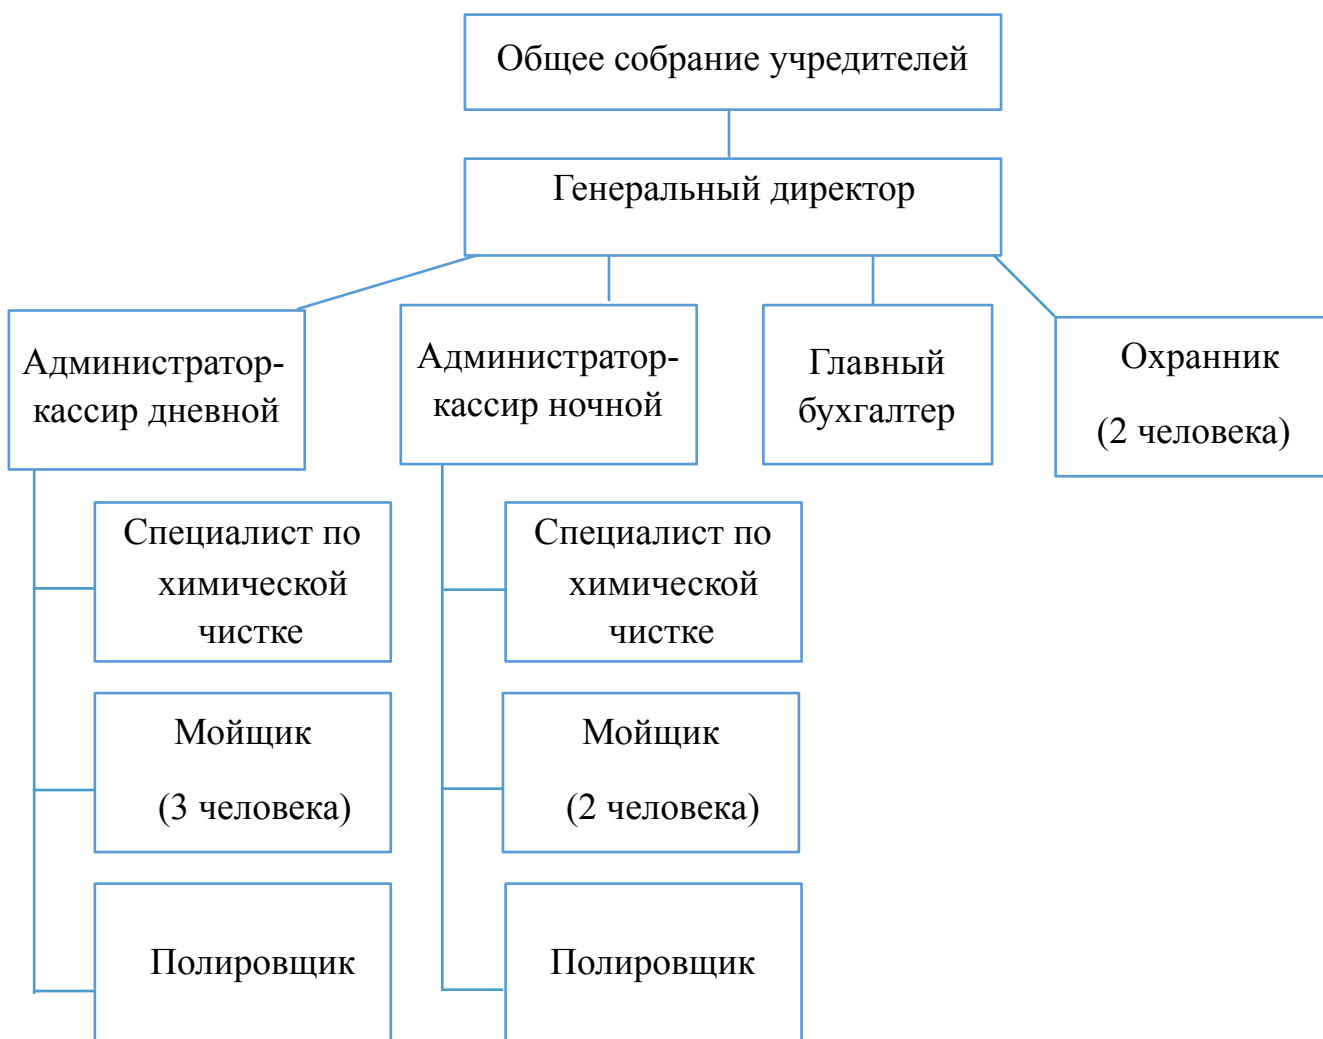 Общее собрание учредителей
Генеральный директор
Администратор-
кассир дневной
Администратор-
кассир ночной
Главный
бухгалтер
Охранник
(2 человека)
Специалист по
химической
чистке
Специалист по
химической
чистке
Мойщик
(3 человека)
Мойщик
(2 человека)
Полировщик
Полировщик